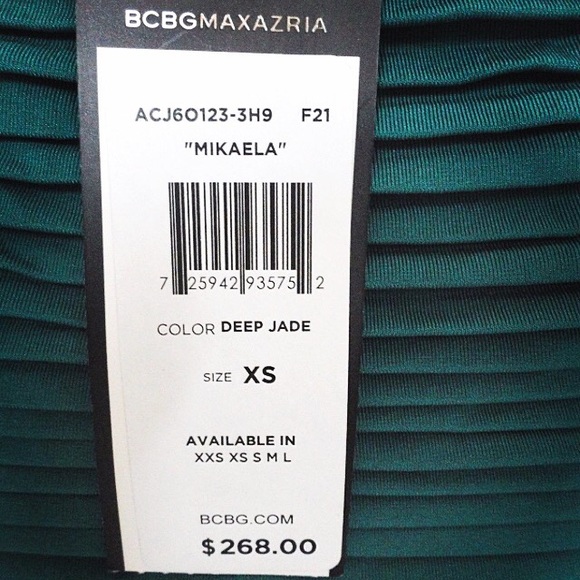 BCBGMAXAZRIA
ACJ6O123-3H9 F21
"MIKAELA"
7 25942 93575 2
COLOR DEEP JADE
SIZE XS
AVAILABLE IN
XXS XS S M L
BCBG.COM
$268.00